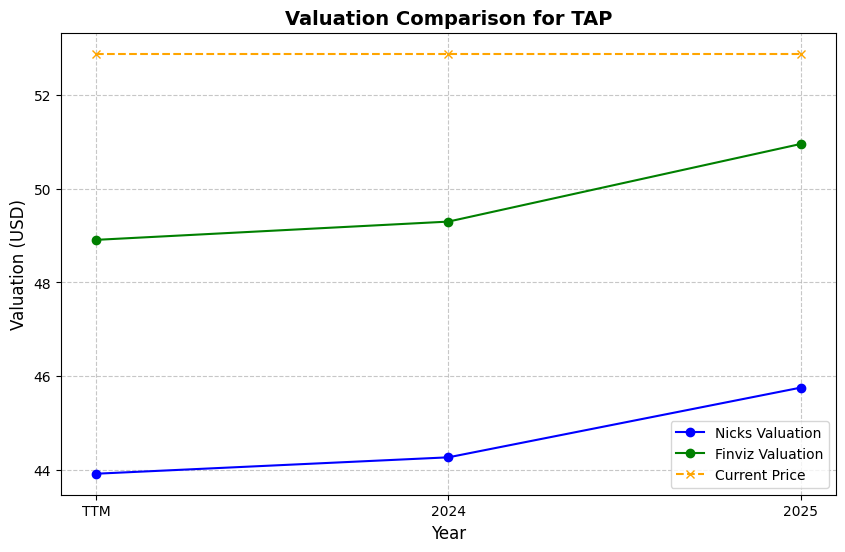 Valuation Comparison for TAP
Valuation (USD)
52
50
48
46
44
TTM
2024
2025
Year
Nicks Valuation
Finviz Valuation
Current Price